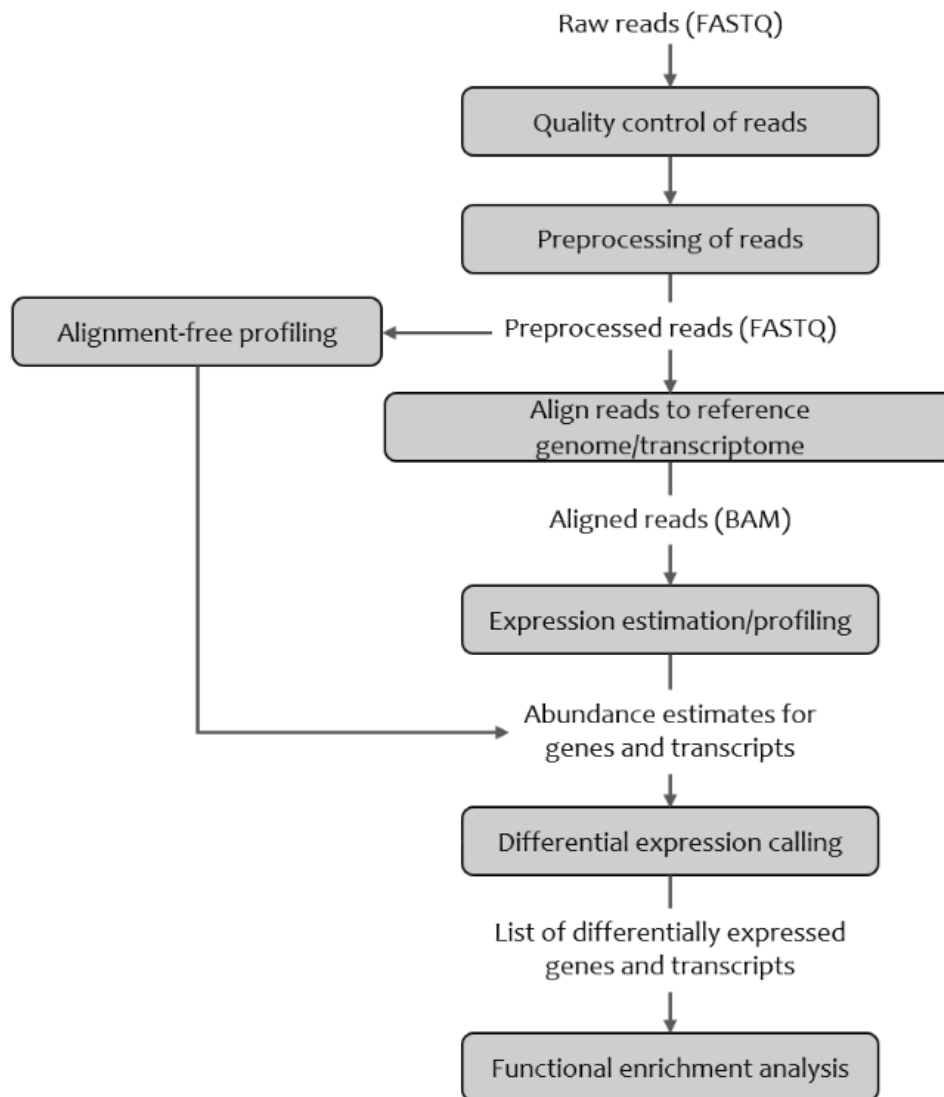 Raw reads (FASTQ)
Quality control of reads
Preprocessing of reads
Alignment-free profiling
Preprocessed reads (FASTQ)
Align reads to reference
genome/transcriptome
Aligned reads (BAM)
Expression estimation/profiling
Abundance estimates for
genes and transcripts
Differential expression calling
List of differentially expressed
genes and transcripts
Functional enrichment analysis